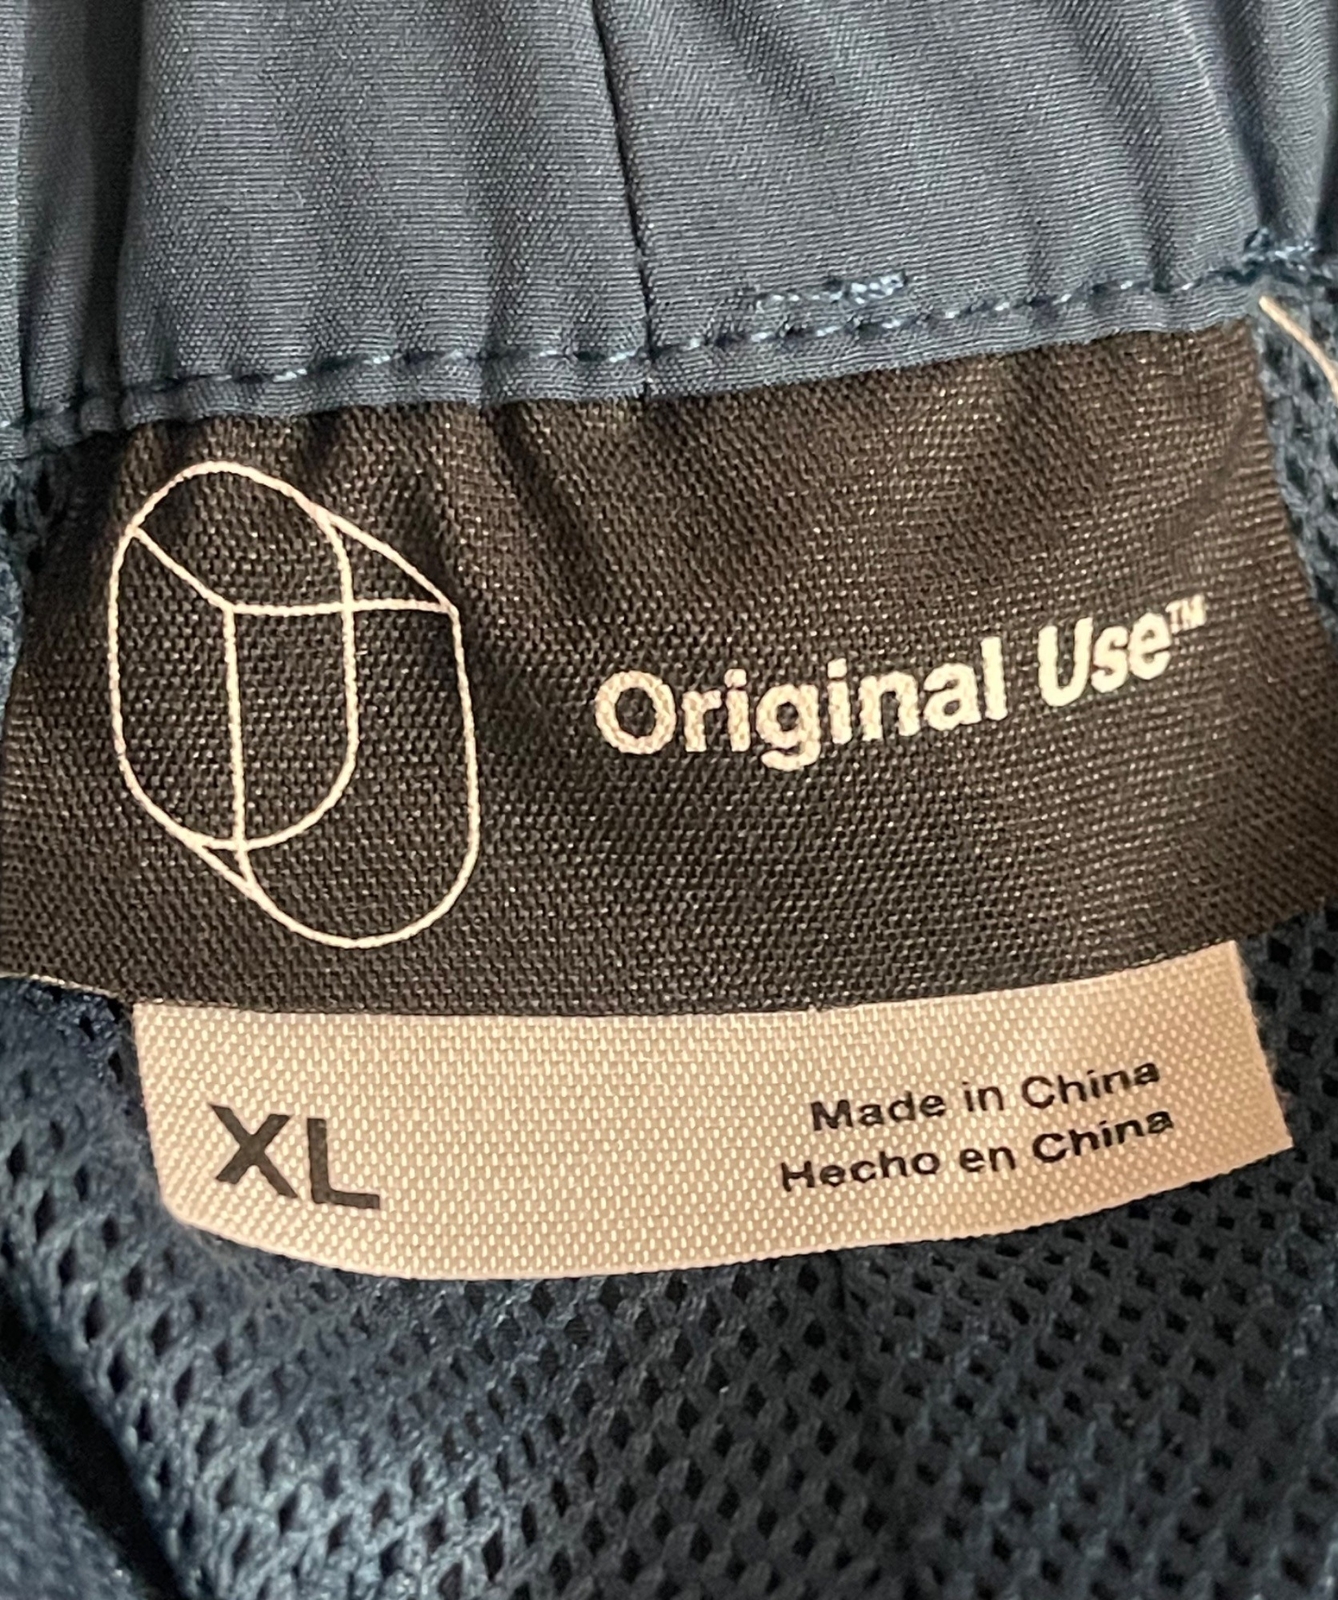 Original Use™
XL
Made in China
Hecho en China